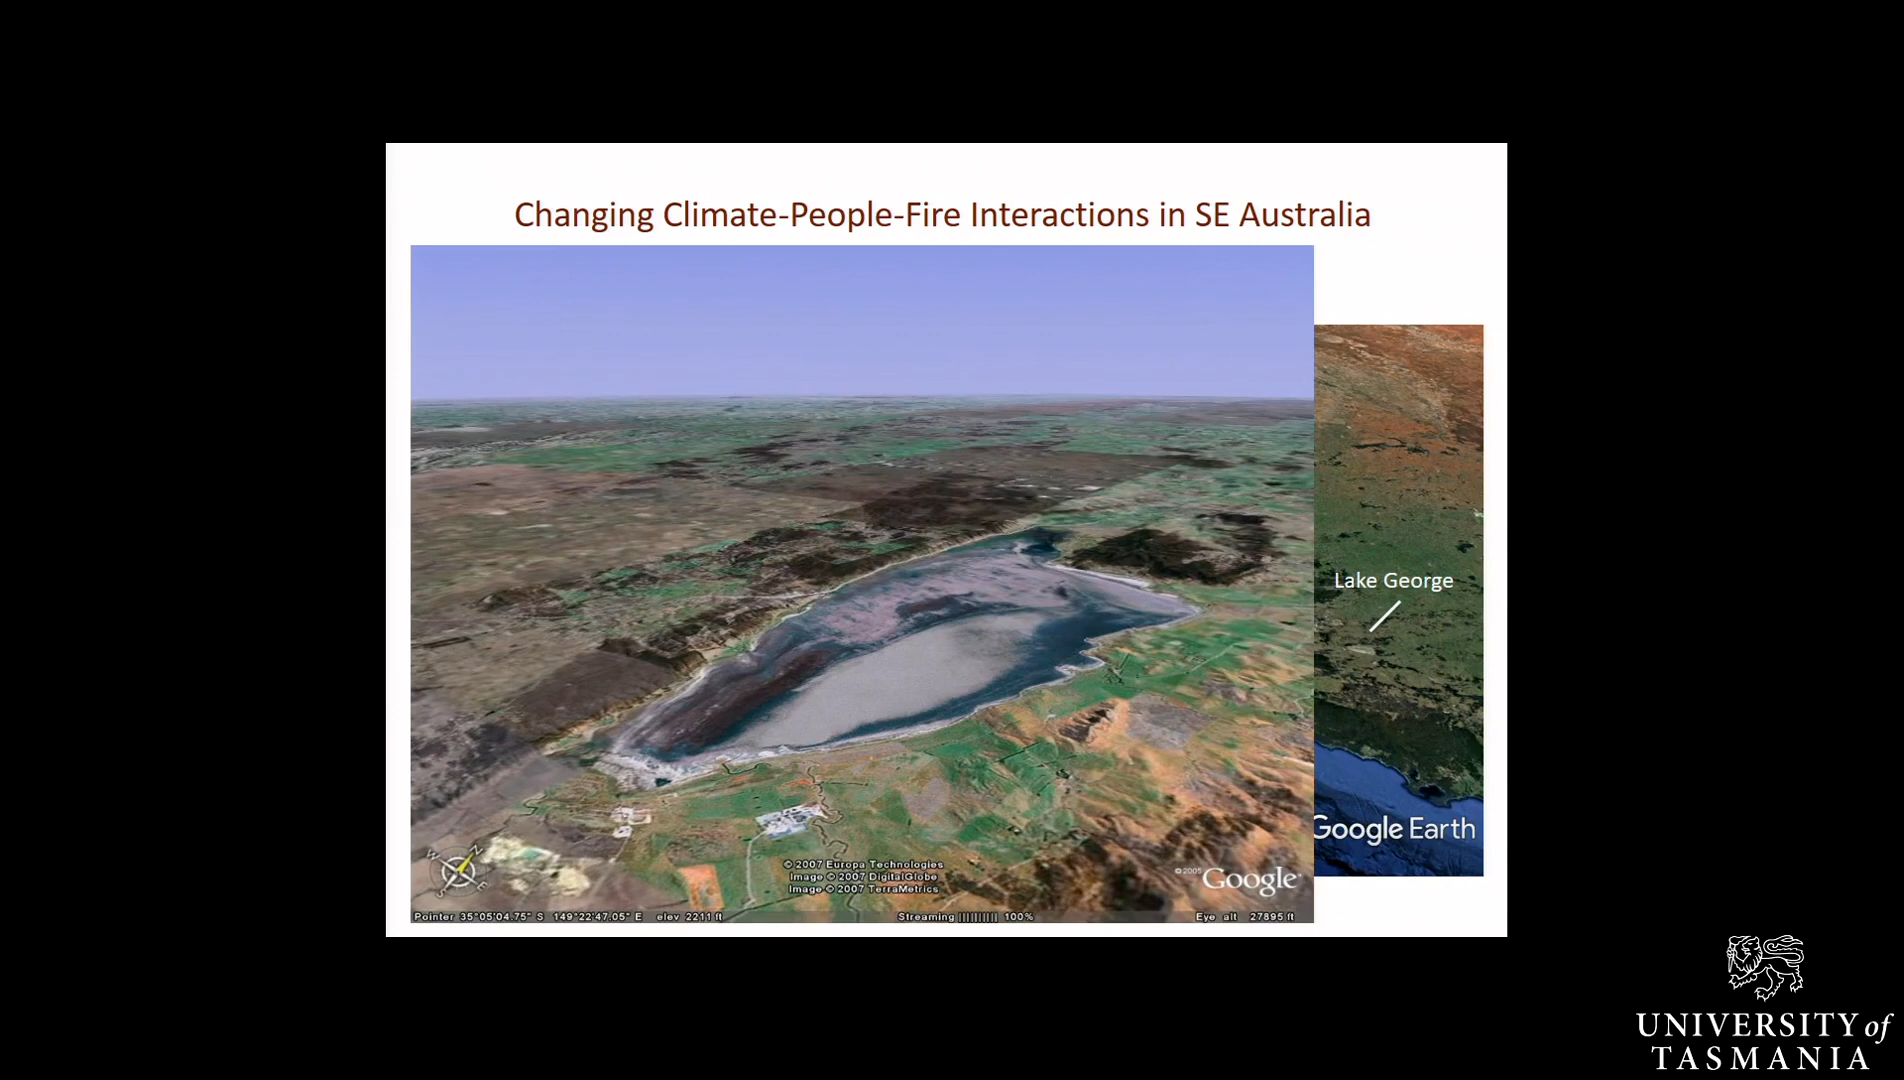 Changing Climate-People-Fire Interactions in SE Australia
Lake George
Google Earth
N
W
S
E
© 2007 Europa Technologies
Image © 2007 DigitalGlobe
Image © 2007 TerraMetrics
© 2005 Google
Pointer 35°05'04.75" S 149°22'47.05" E elev 2211 ft
Streaming ||||||||| 100%
Eye alt 27895 ft
UNIVERSITY of
TASMANIA